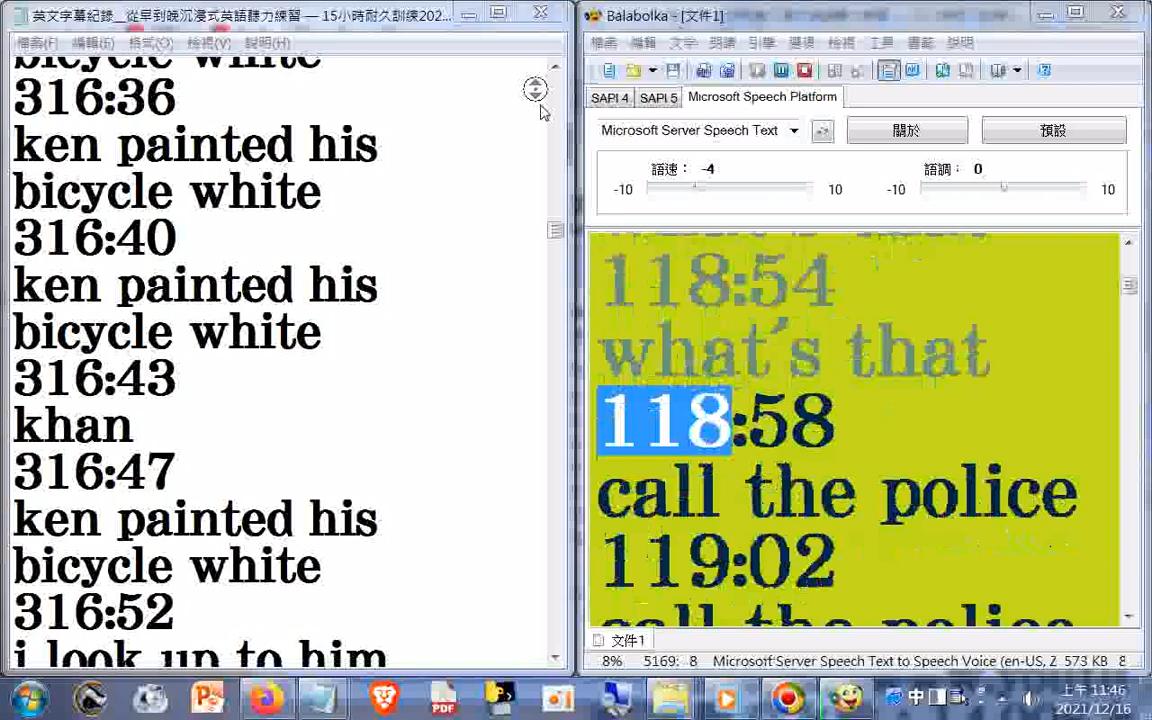 英文字幕紀錄__從早到晚沉浸式英語聽力練習 — 15小時耐久訓練202...
檔案(F) 編輯(E) 格式(O) 檢視(V) 說明(H)
bicycle white
316:36
ken painted his
bicycle white
316:40
ken painted his
bicycle white
316:43
khan
316:47
ken painted his
bicycle white
316:52
i look up to him
Balabolka - [文件1]
檔案 編輯 文字 朗讀 引擎 選項 檢視 工具 書籤 說明
SAPI 4 SAPI 5 Microsoft Speech Platform
Microsoft Server Speech Text 關於 預設
語速： -4 語調： 0
-10 10 -10 10
118:54
what's that
118:58
call the police
119:02
call the police
文件1
8% 5169: 8 Microsoft Server Speech Text to Speech Voice (en-US, Z 573 KB 8
PDF 中 上午 11:46
2021/12/16